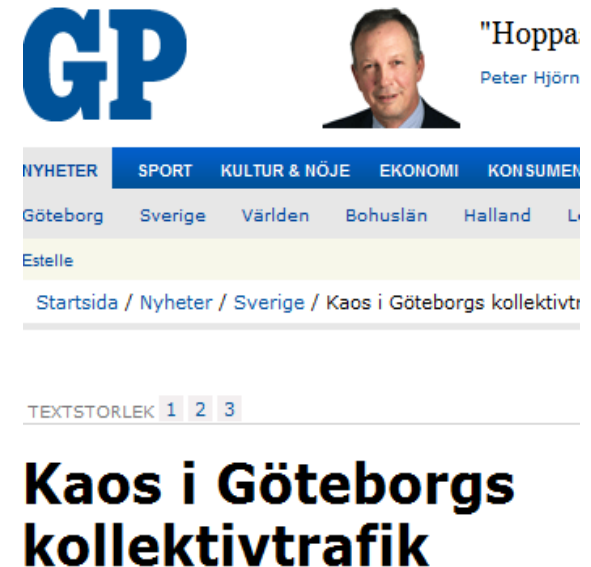 GP
"Hoppa
Peter Hjörn
NYHETER SPORT KULTUR & NÖJE EKONOMI KONSUMEN
Göteborg Sverige Världen Bohuslän Halland L
Estelle
Startsida / Nyheter / Sverige / Kaos i Göteborgs kollektivtr
TEXTSTORLEK 1 2 3
Kaos i Göteborgs
kollektivtrafik